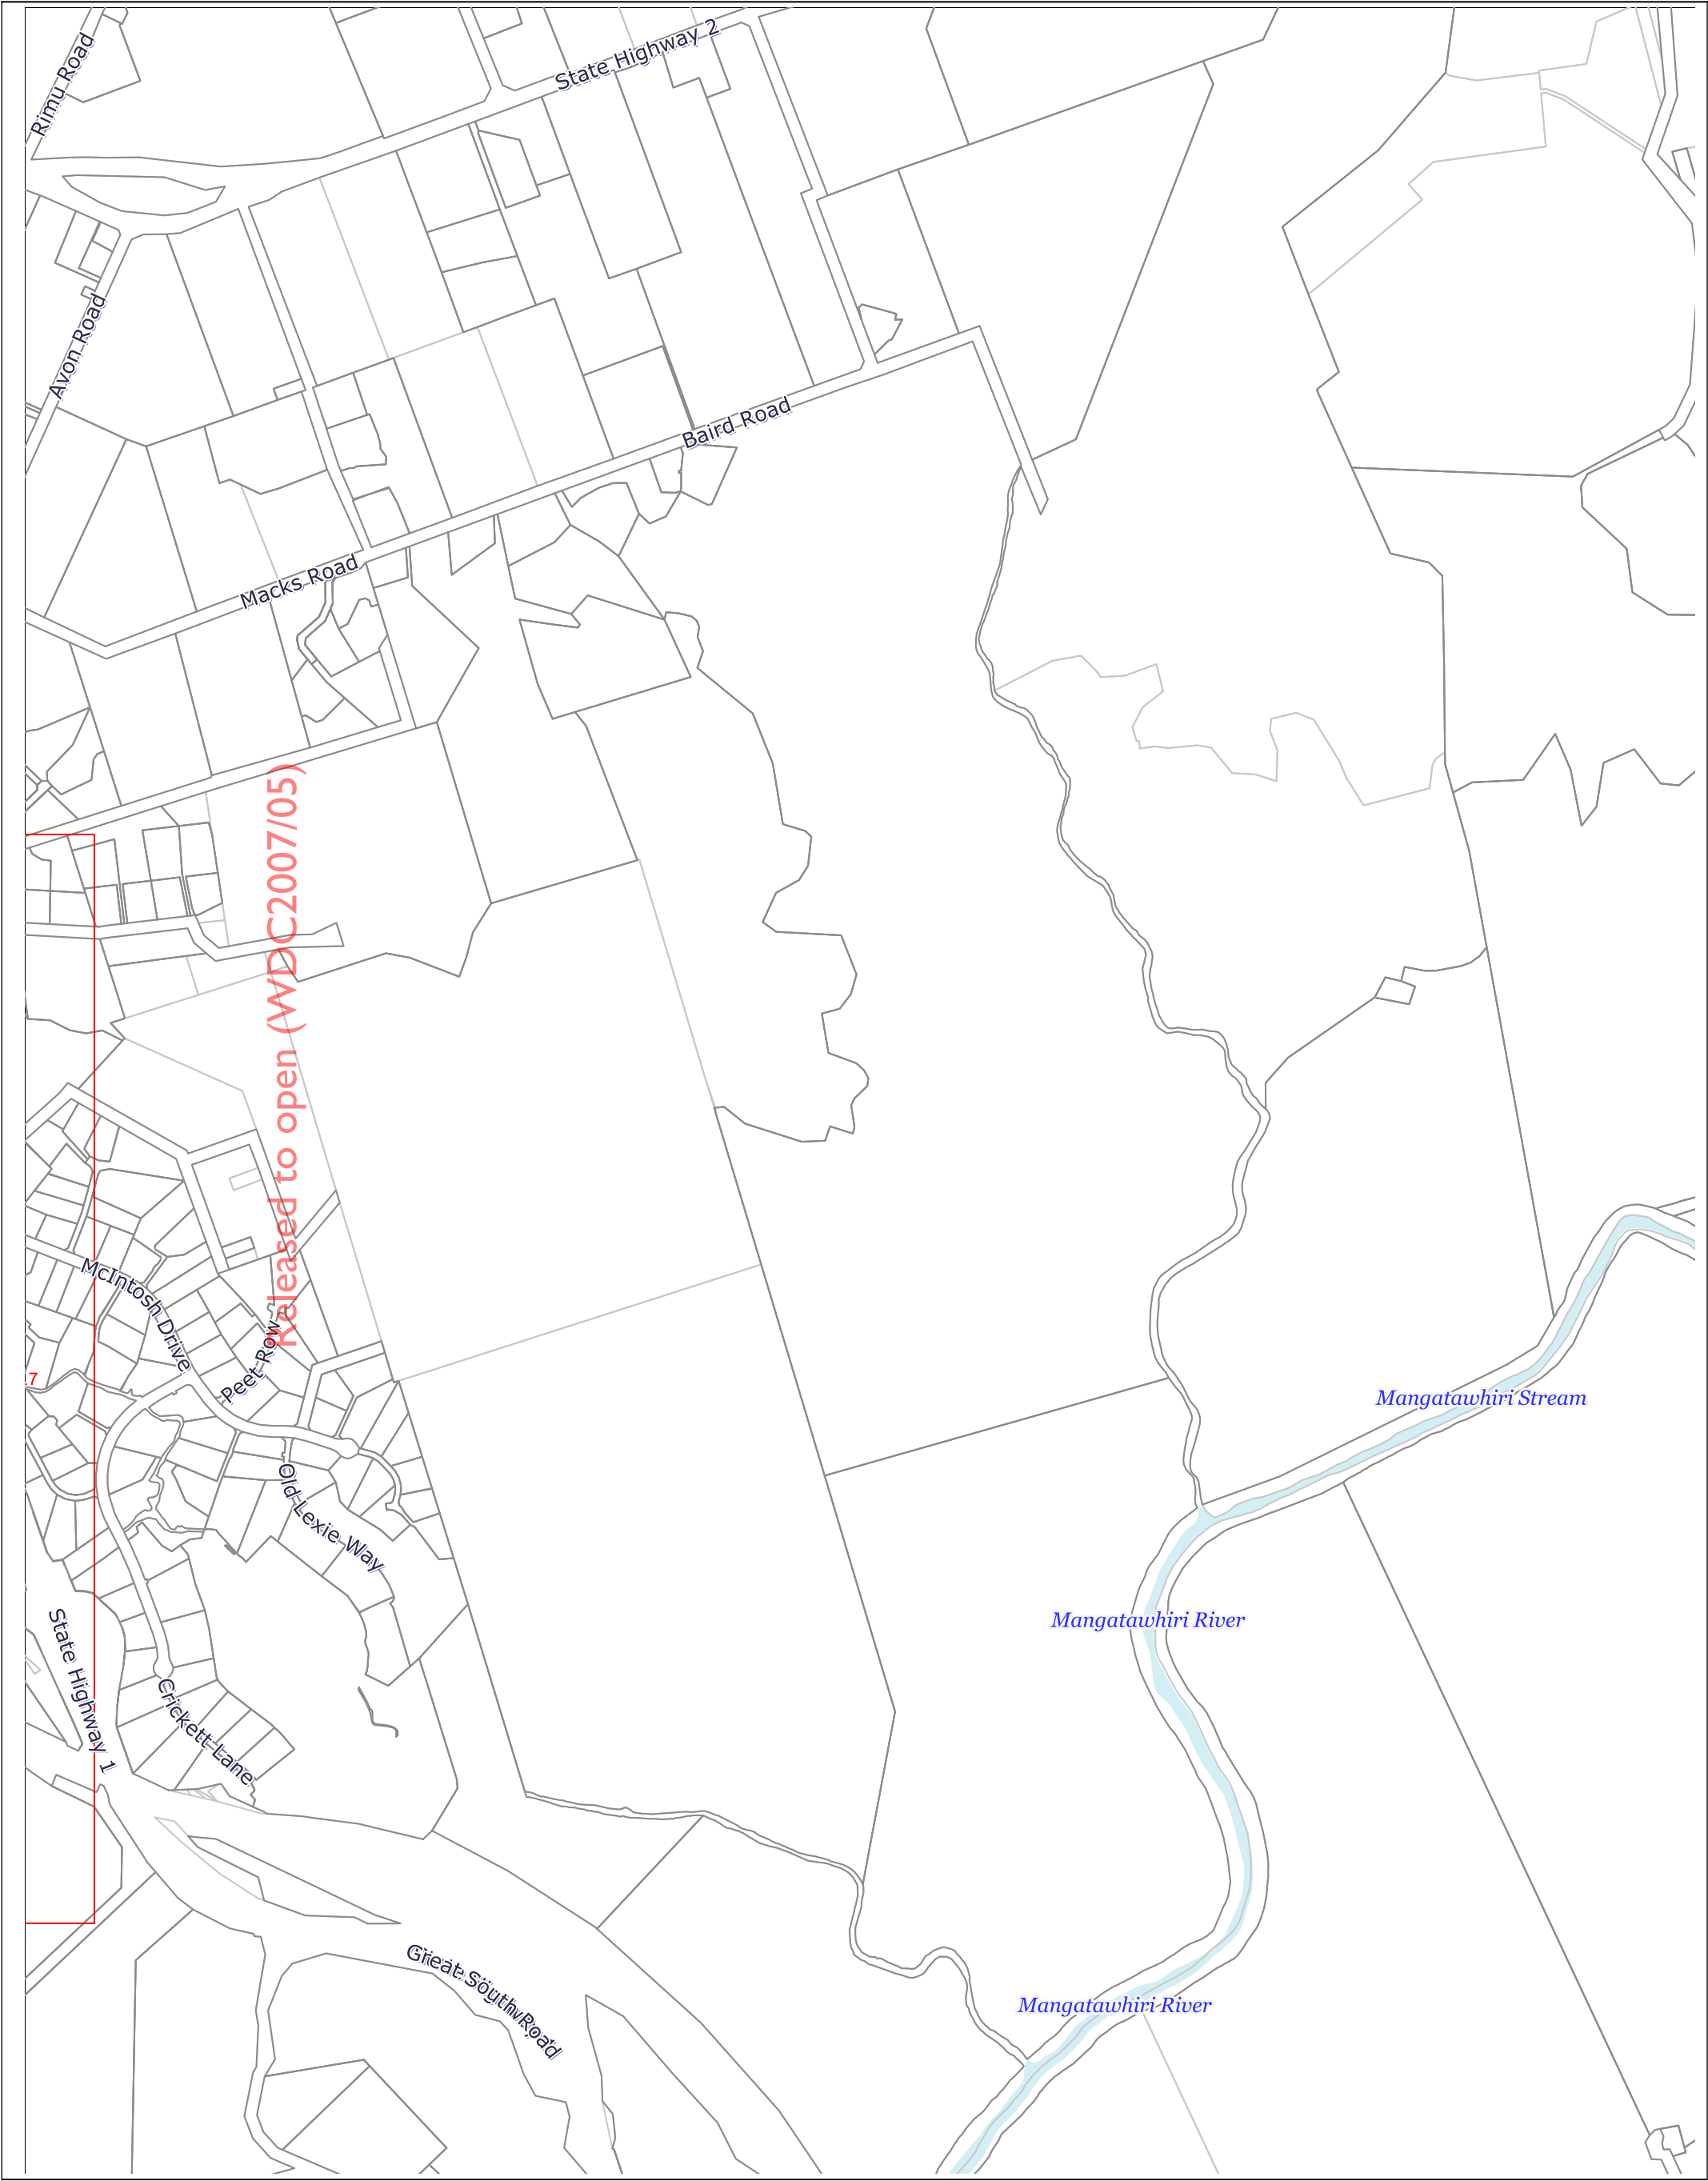 Rimu Road
State Highway 2
Avon Road
Baird Road
Macks Road
Released to open (WDC2007/05)
McIntosh Drive
Peet Row
7
Mangatawhiri Stream
Old Lexie Way
Mangatawhiri River
State Highway 1
Crickett Lane
Great South Road
Mangatawhiri River